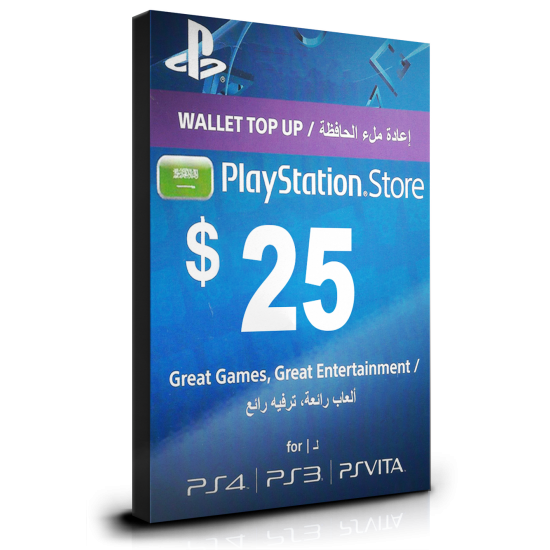 WALLET TOP UP / إعادة ملء الحافظة
PlayStation®Store
$ 25
Great Games, Great Entertainment /
ألعاب رائعة، ترفيه رائع
for | لـ
PS4 | PS3 | PSVITA